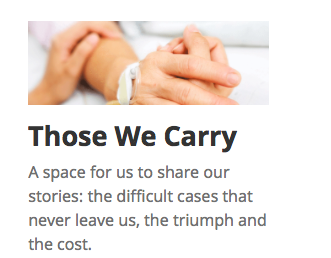 Those We Carry
A space for us to share our
stories: the difficult cases that
never leave us, the triumph and
the cost.